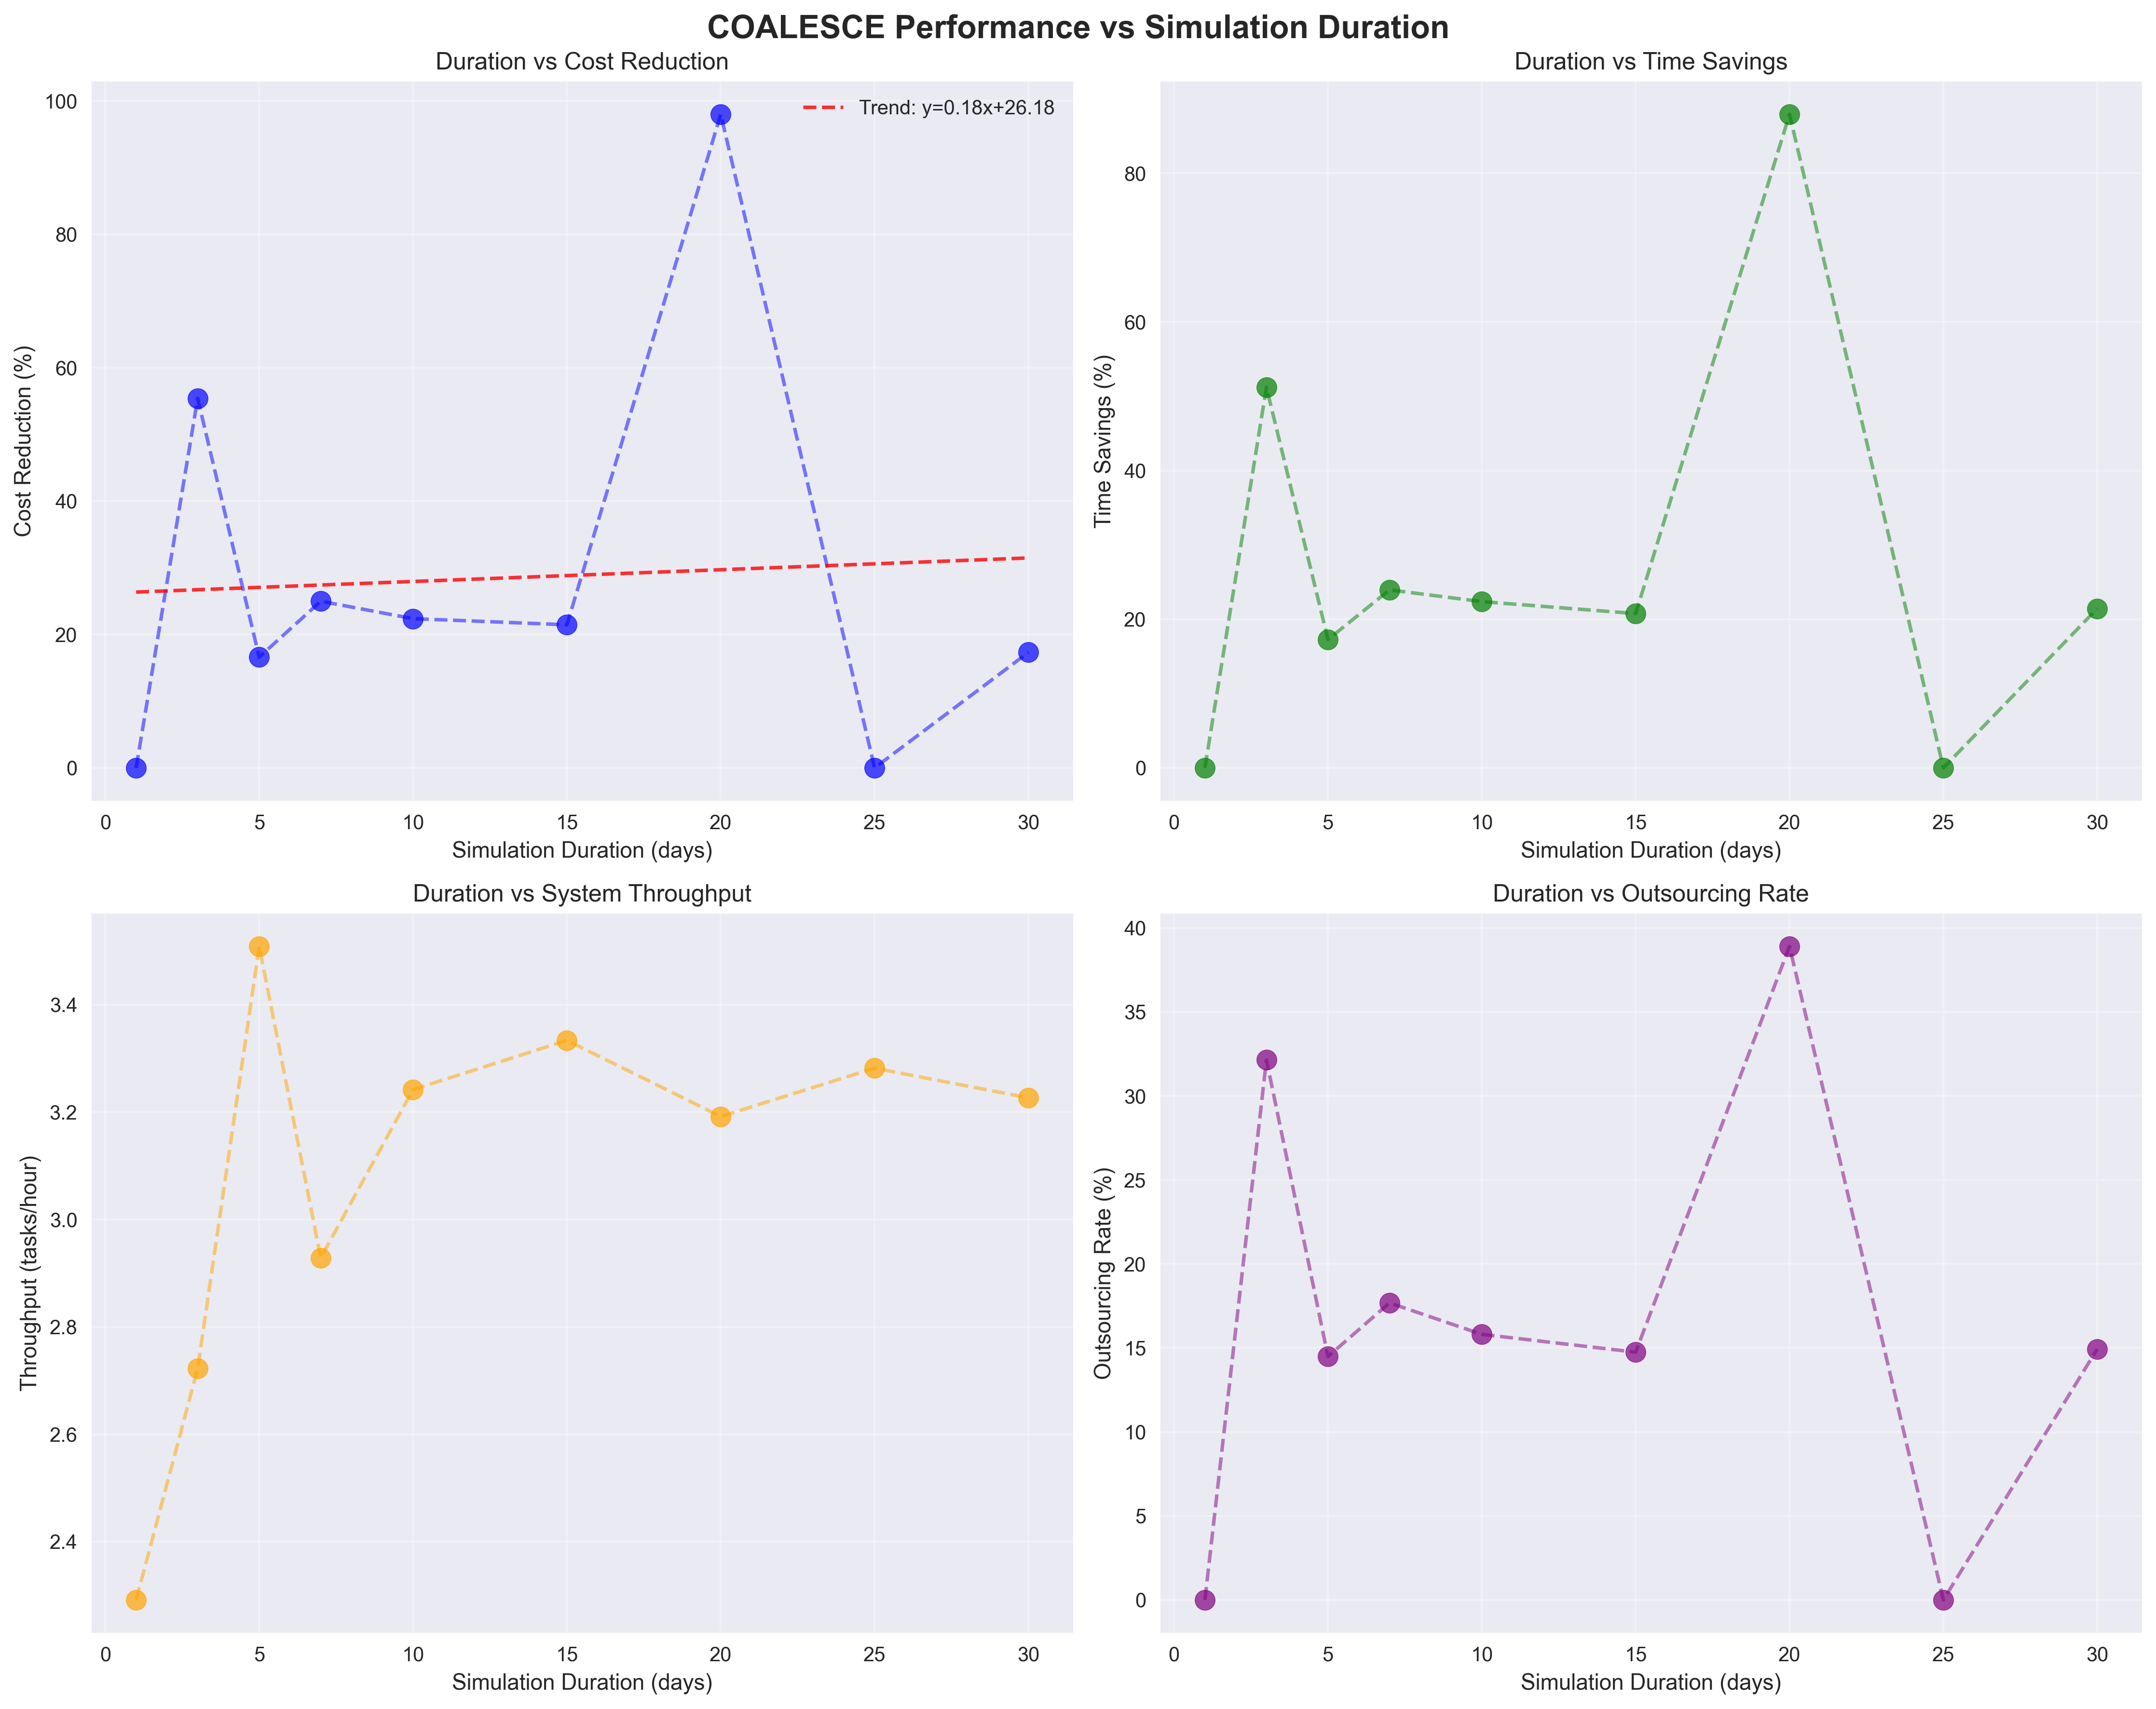 COALESCE Performance vs Simulation Duration
Duration vs Cost Reduction
Trend: y=0.18x+26.18
Cost Reduction (%)
100
80
60
40
20
0
0 5 10 15 20 25 30
Simulation Duration (days)
Duration vs Time Savings
Time Savings (%)
80
60
40
20
0
0 5 10 15 20 25 30
Simulation Duration (days)
Duration vs System Throughput
Throughput (tasks/hour)
3.4
3.2
3.0
2.8
2.6
2.4
0 5 10 15 20 25 30
Simulation Duration (days)
Duration vs Outsourcing Rate
Outsourcing Rate (%)
40
35
30
25
20
15
10
5
0
0 5 10 15 20 25 30
Simulation Duration (days)